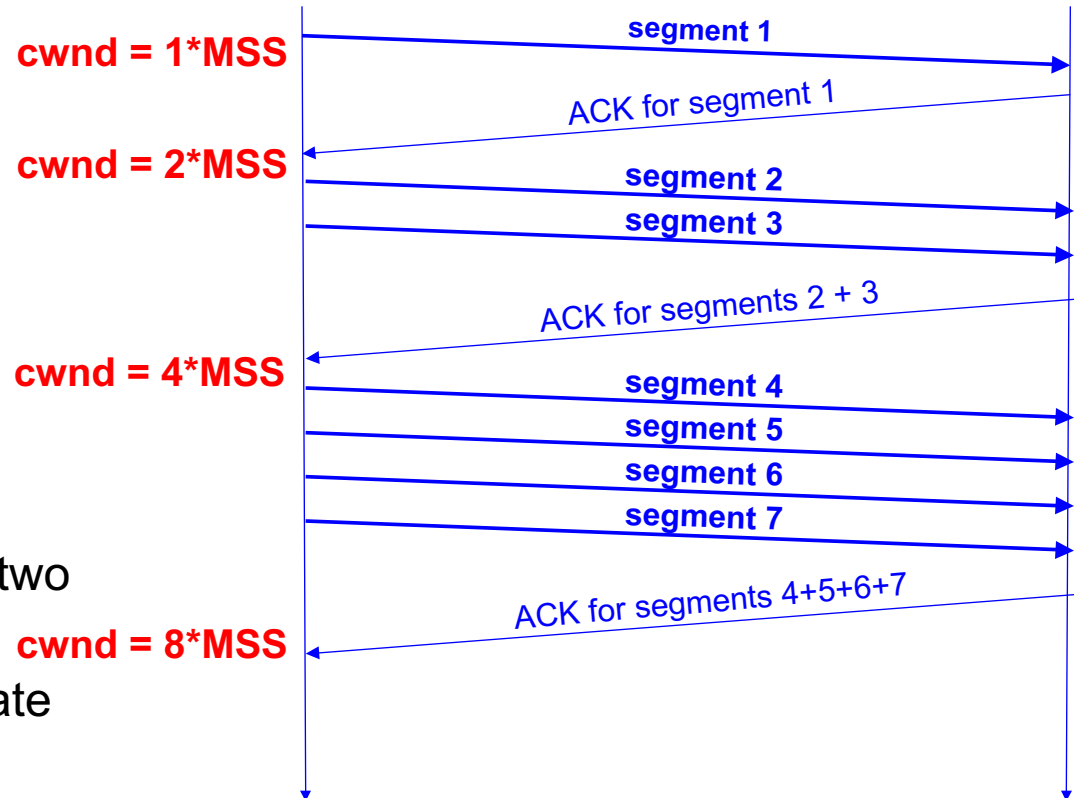 segment 1
cwnd = 1*MSS
ACK for segment 1
cwnd = 2*MSS
segment 2
segment 3
ACK for segments 2 + 3
cwnd = 4*MSS
segment 4
segment 5
segment 6
segment 7
two
ACK for segments 4+5+6+7
cwnd = 8*MSS